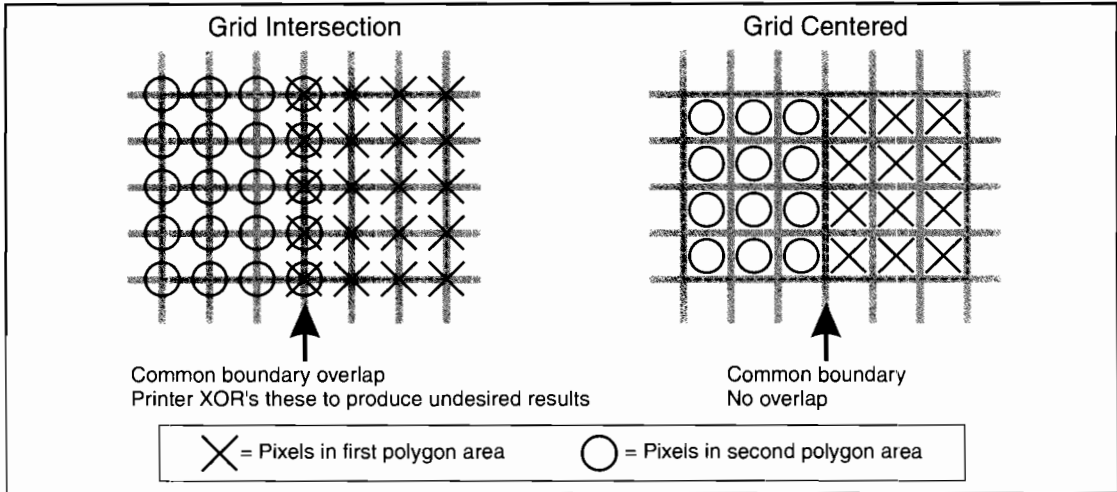 Grid Intersection
Grid Centered
Common boundary overlap
Printer XOR's these to produce undesired results
Common boundary
No overlap
= Pixels in first polygon area
= Pixels in second polygon area